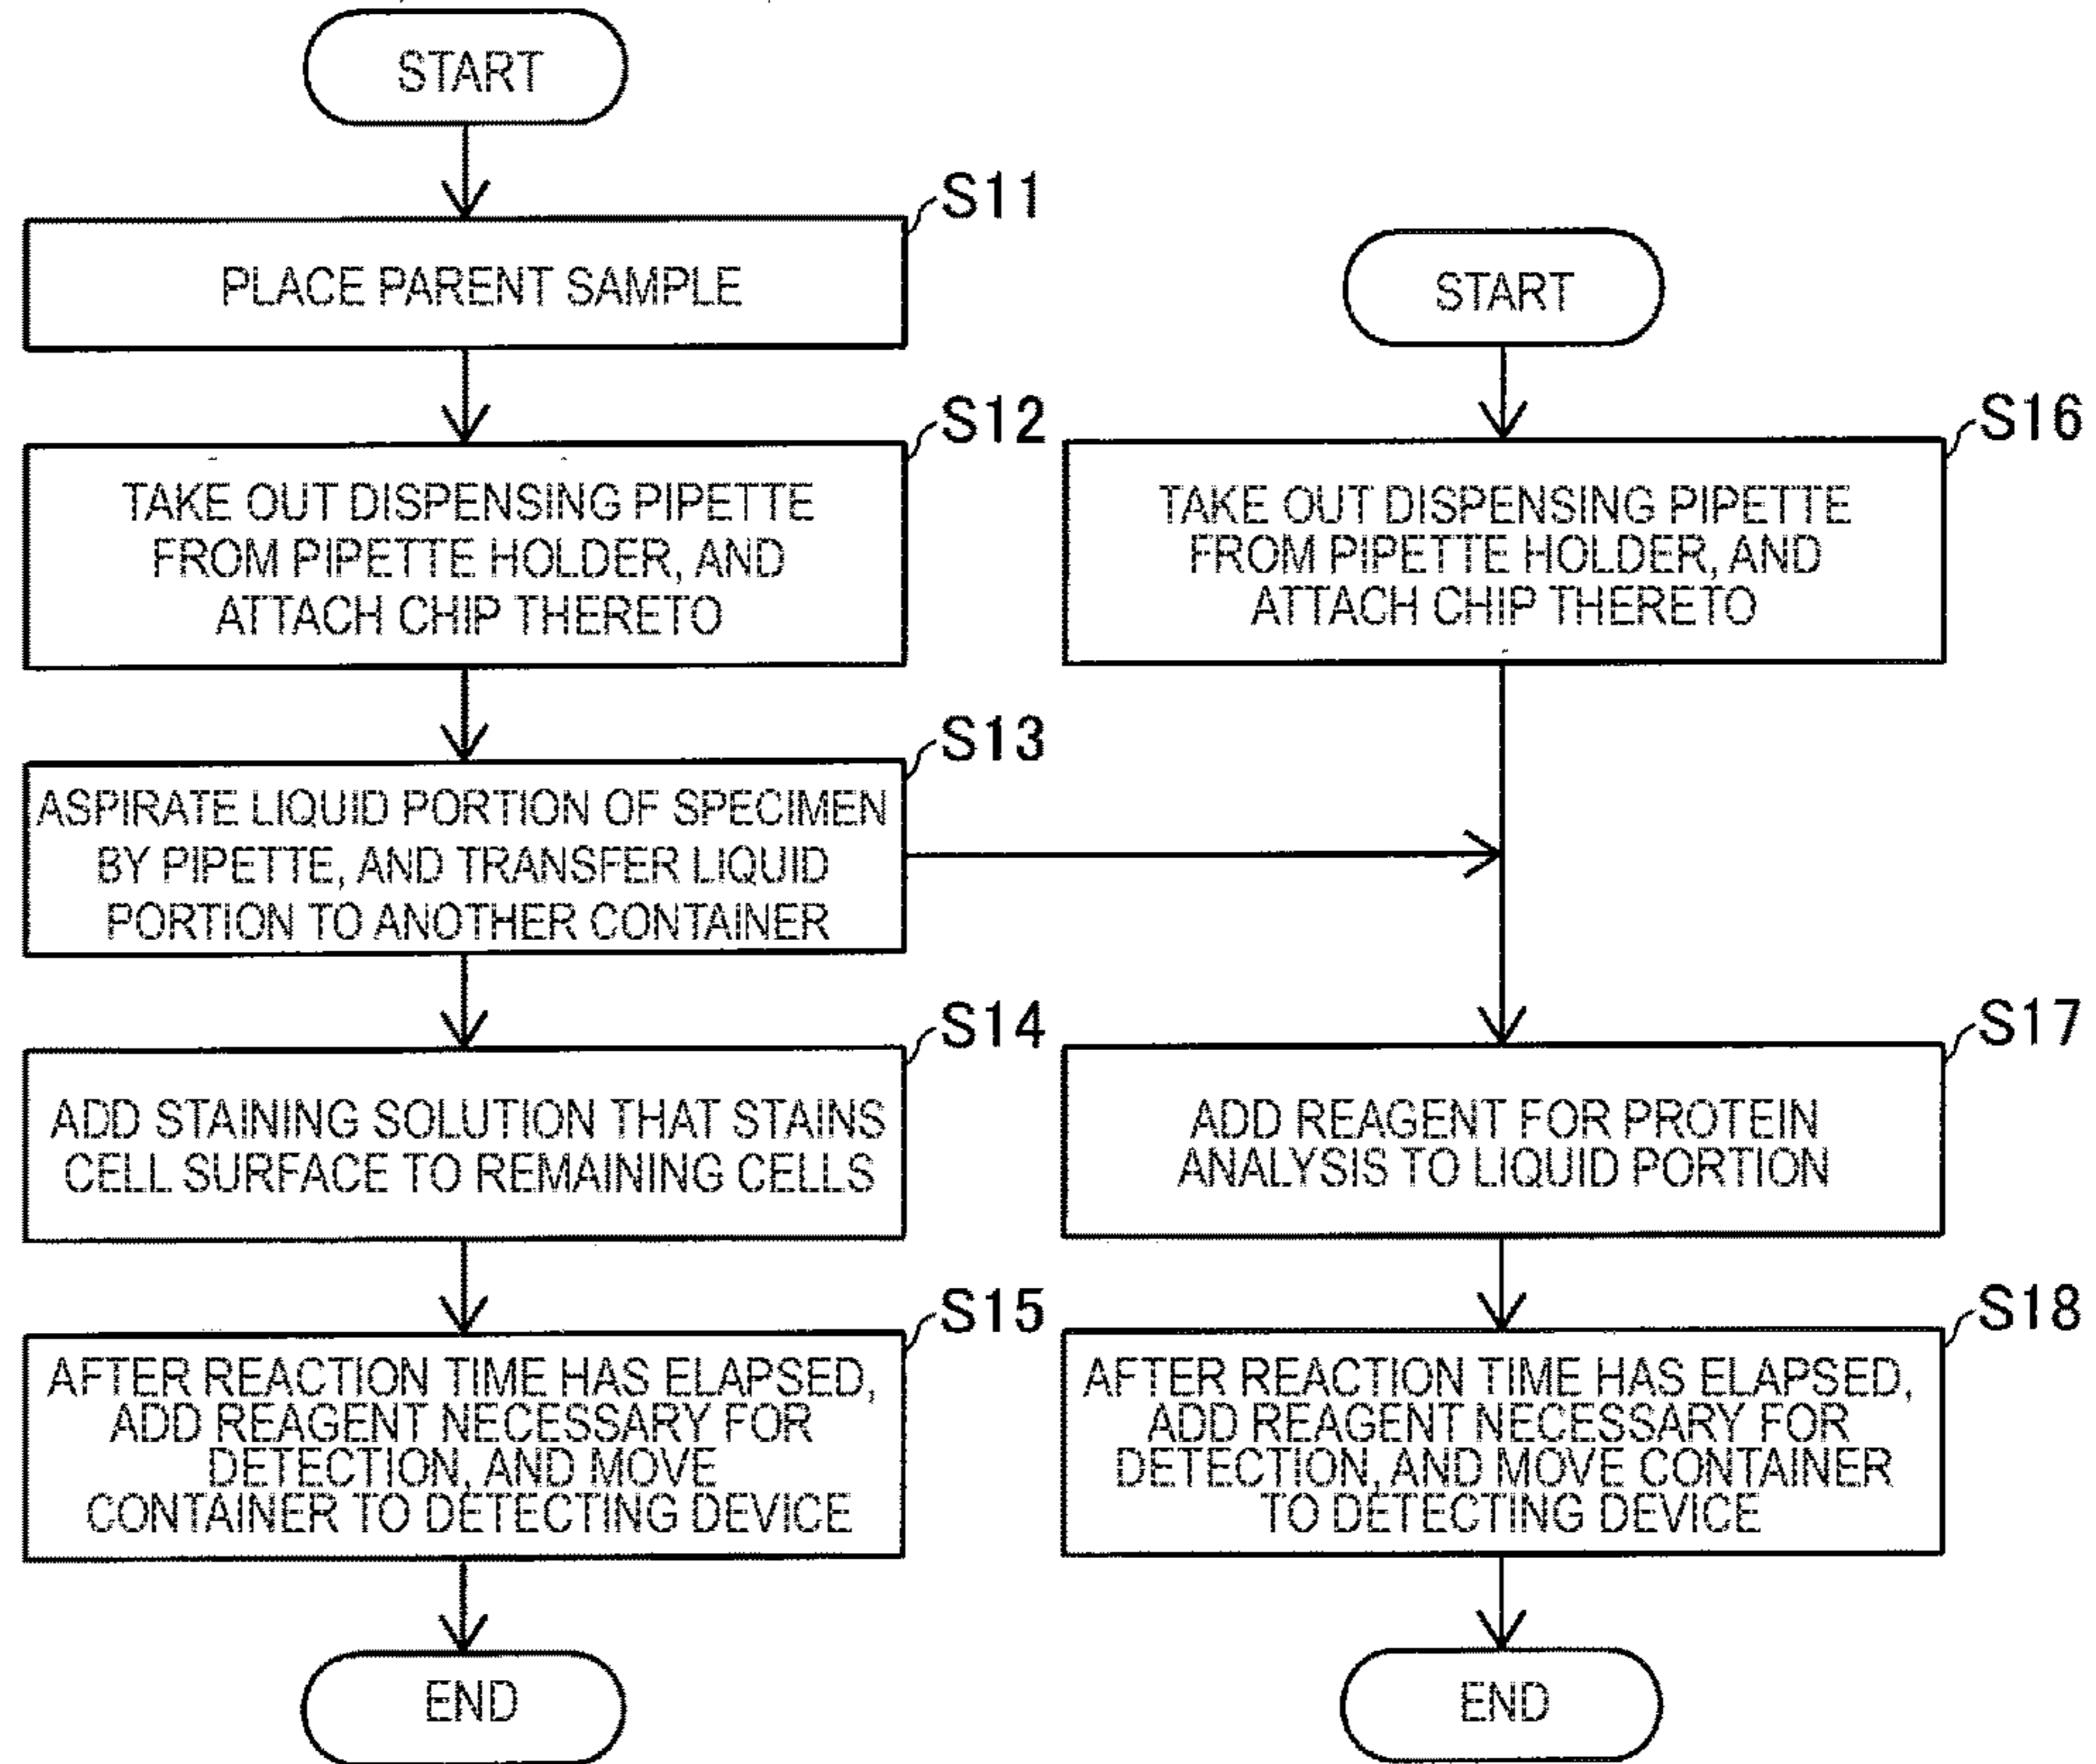 START
S11
PLACE PARENT SAMPLE
S12
TAKE OUT DISPENSING PIPETTE
FROM PIPETTE HOLDER, AND
ATTACH CHIP THERETO
S13
ASPIRATE LIQUID PORTION OF SPECIMEN
BY PIPETTE, AND TRANSFER LIQUID
PORTION TO ANOTHER CONTAINER
S14
ADD STAINING SOLUTION THAT STAINS
CELL SURFACE TO REMAINING CELLS
S15
AFTER REACTION TIME HAS ELAPSED,
ADD REAGENT NECESSARY FOR
DETECTION, AND MOVE
CONTAINER TO DETECTING DEVICE
END
START
S16
TAKE OUT DISPENSING PIPETTE
FROM PIPETTE HOLDER, AND
ATTACH CHIP THERETO
S17
ADD REAGENT FOR PROTEIN
ANALYSIS TO LIQUID PORTION
S18
AFTER REACTION TIME HAS ELAPSED,
ADD REAGENT NECESSARY FOR
DETECTION, AND MOVE CONTAINER
TO DETECTING DEVICE
END